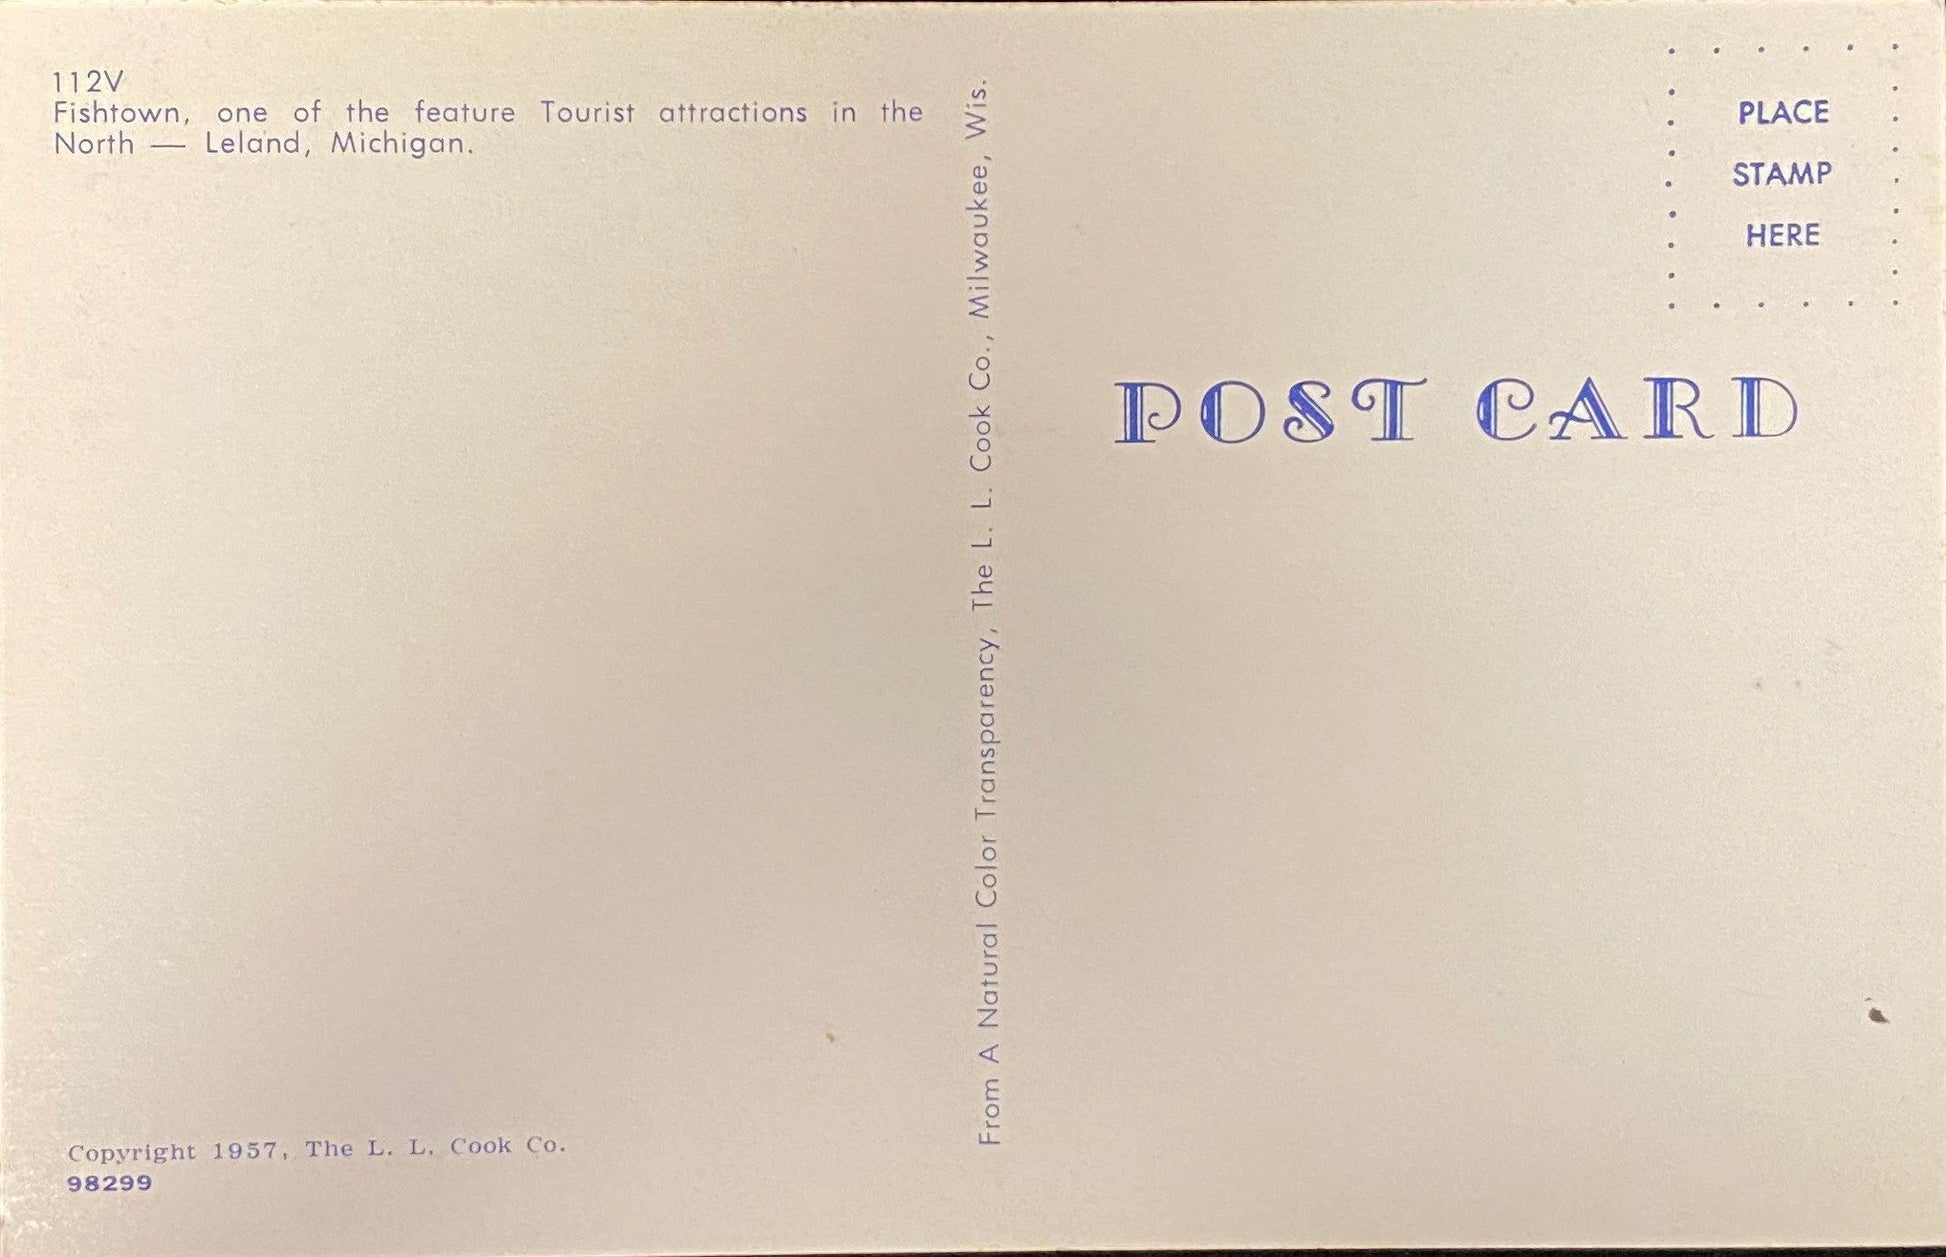 112V
Fishtown, one of the feature Tourist attractions in the
North — Leland, Michigan.
Copyright 1957, The L. L. Cook Co.
98299
From A Natural Color Transparency, The L. L. Cook Co., Milwaukee, Wis.
PLACE
STAMP
HERE
POST CARD